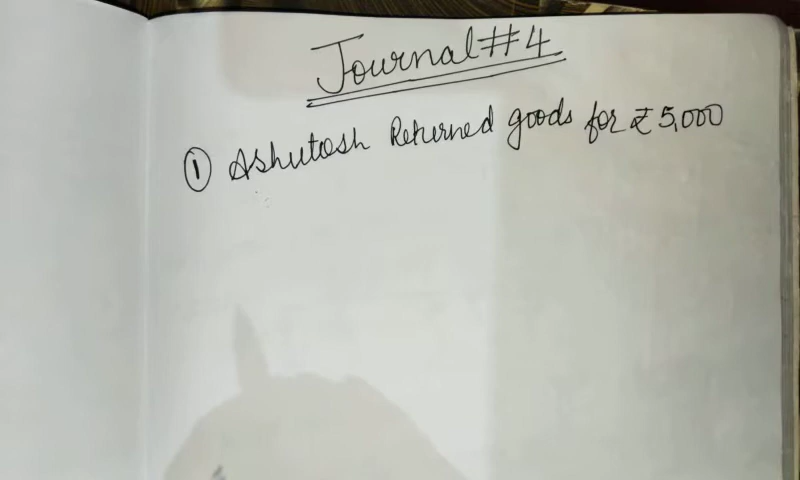 Journal #4
① Ashutosh Returned goods for ₹ 5,000